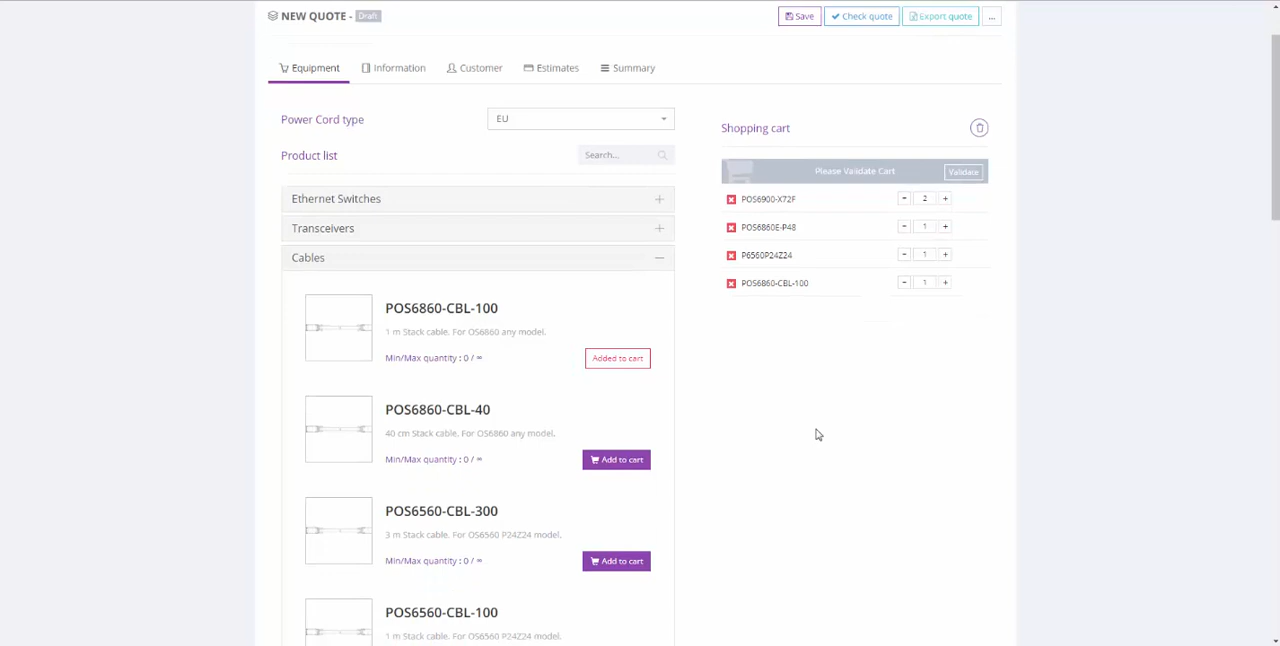 NEW QUOTE - Draft
Save
Check quote
Export quote
...
Equipment
Information
Customer
Estimates
Summary
Power Cord type
EU
Shopping cart
Product list
Search...
Please Validate Cart
Validate
Ethernet Switches
POS6900-X72F
- 2 +
Transceivers
POS6860E-P48
- 1 +
Cables
P6560P24Z24
- 1 +
POS6860-CBL-100
- 1 +
POS6860-CBL-100
1 m Stack cable. For OS6860 any model.
Min/Max quantity : 0 / ∞
Added to cart
POS6860-CBL-40
40 cm Stack cable. For OS6860 any model.
Min/Max quantity : 0 / ∞
Add to cart
POS6560-CBL-300
3 m Stack cable. For OS6560 P24Z24 model.
Min/Max quantity : 0 / ∞
Add to cart
POS6560-CBL-100
1 m Stack cable. For OS6560 P24Z24 model.